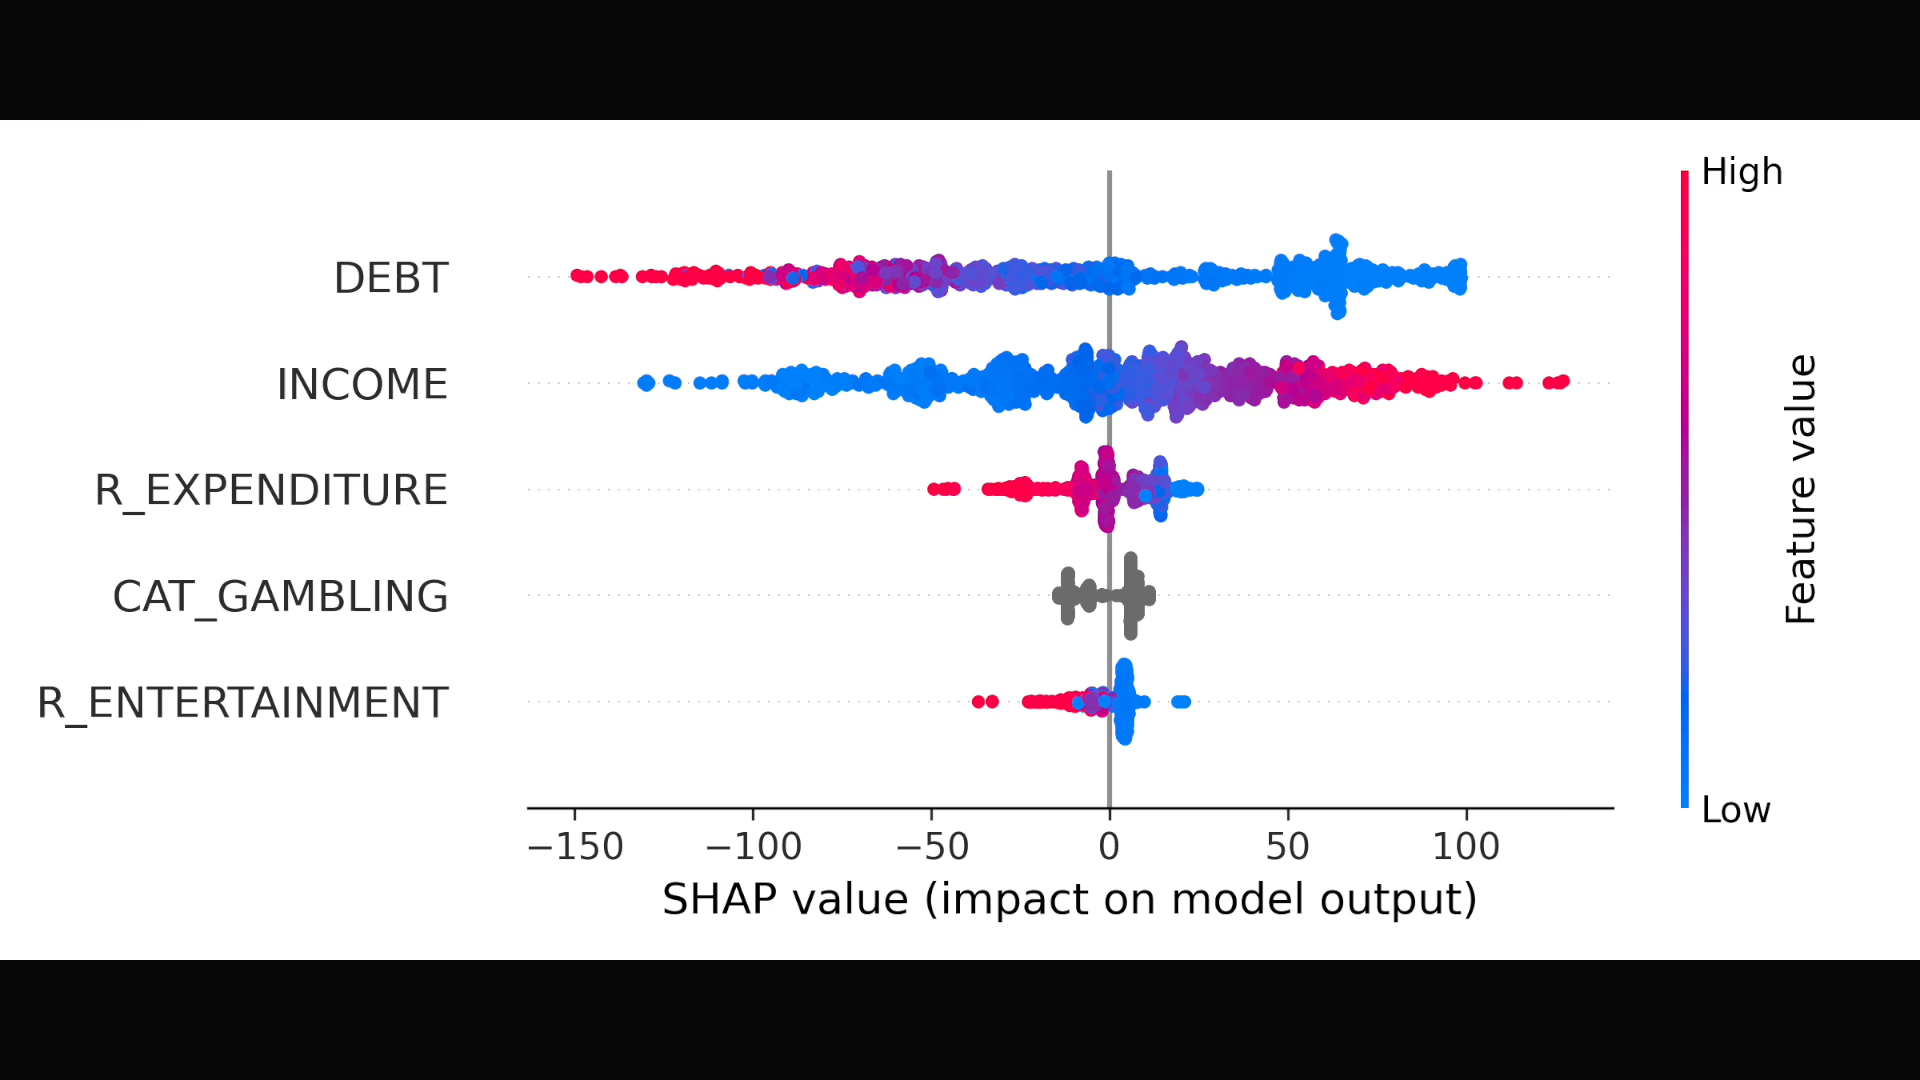 High
DEBT
INCOME
R_EXPENDITURE
CAT_GAMBLING
R_ENTERTAINMENT
Feature value
Low
−150 −100 −50 0 50 100
SHAP value (impact on model output)